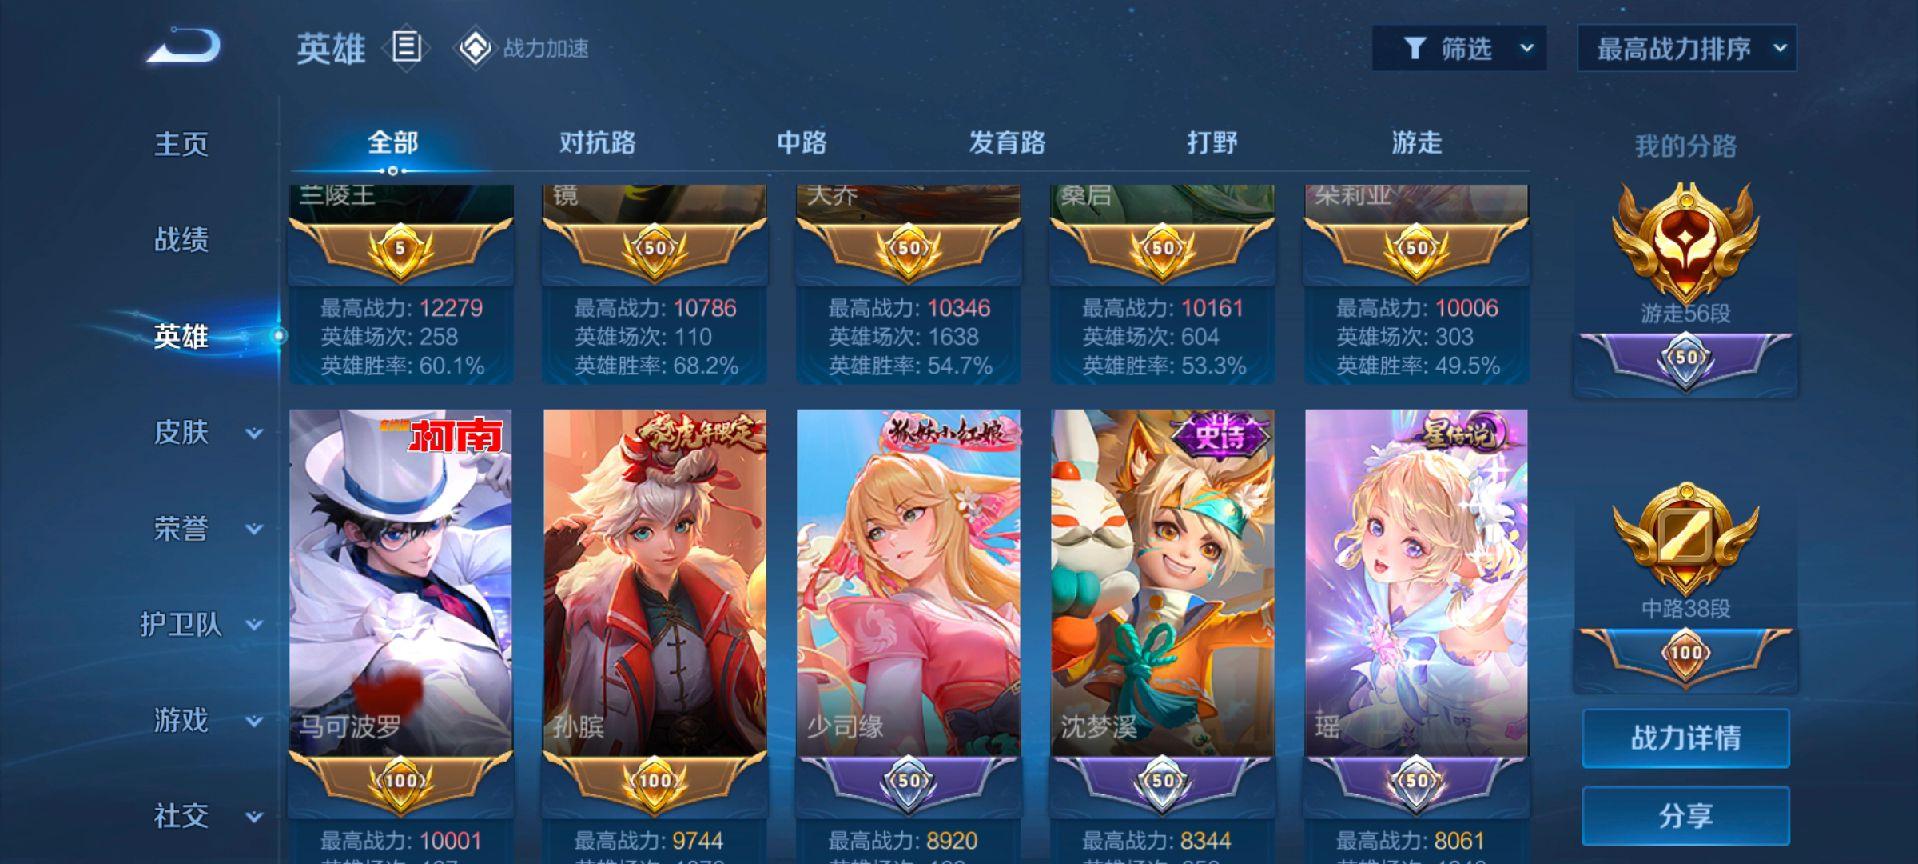 英雄
战力加速
筛选
最高战力排序
主页
战绩
英雄
皮肤
荣誉
护卫队
游戏
社交
全部
对抗路
中路
发育路
打野
游走
兰陵王
镜
大乔
桑启
朵莉亚
5
50
50
50
50
最高战力: 12279
英雄场次: 258
英雄胜率: 60.1%
最高战力: 10786
英雄场次: 110
英雄胜率: 68.2%
最高战力: 10346
英雄场次: 1638
英雄胜率: 54.7%
最高战力: 10161
英雄场次: 604
英雄胜率: 53.3%
最高战力: 10006
英雄场次: 303
英雄胜率: 49.5%
柯南
虎年限定
狐妖小红娘
史诗
星传说
马可波罗
孙膑
少司缘
沈梦溪
瑶
100
100
50
50
50
最高战力: 10001
最高战力: 9744
最高战力: 8920
最高战力: 8344
最高战力: 8061
我的分路
游走56段
50
中路38段
100
战力详情
分享